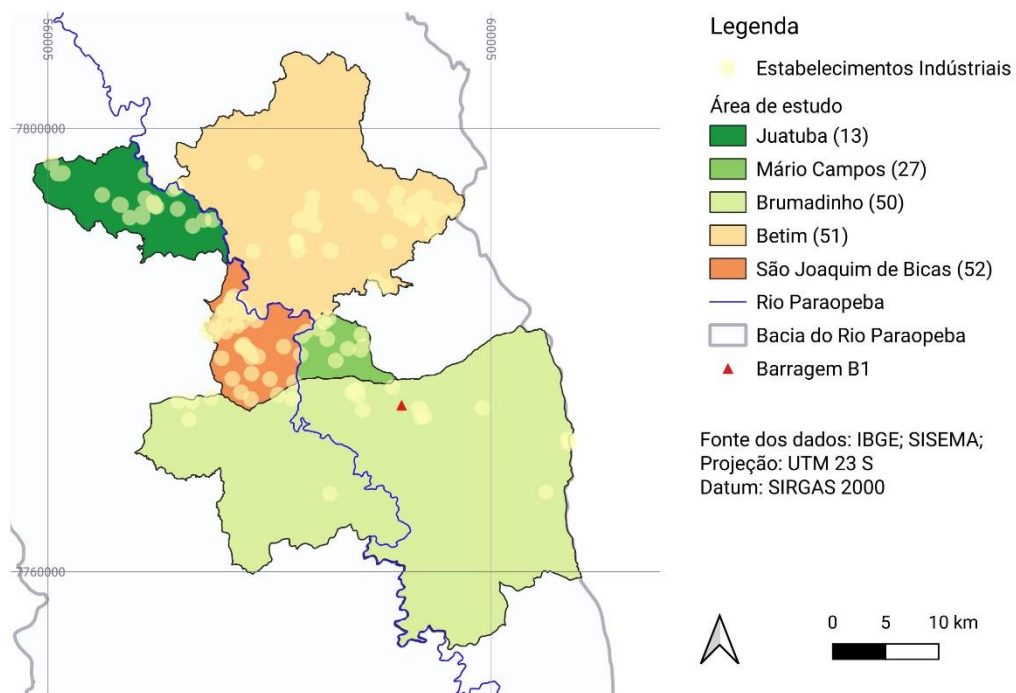 560005
600005
7800000
7760000
Legenda
Estabelecimentos Indústriais
Área de estudo
Juatuba (13)
Mário Campos (27)
Brumadinho (50)
Betim (51)
São Joaquim de Bicas (52)
Rio Paraopeba
Bacia do Rio Paraopeba
Barragem B1
Fonte dos dados: IBGE; SISEMA;
Projeção: UTM 23 S
Datum: SIRGAS 2000
0 5 10 km